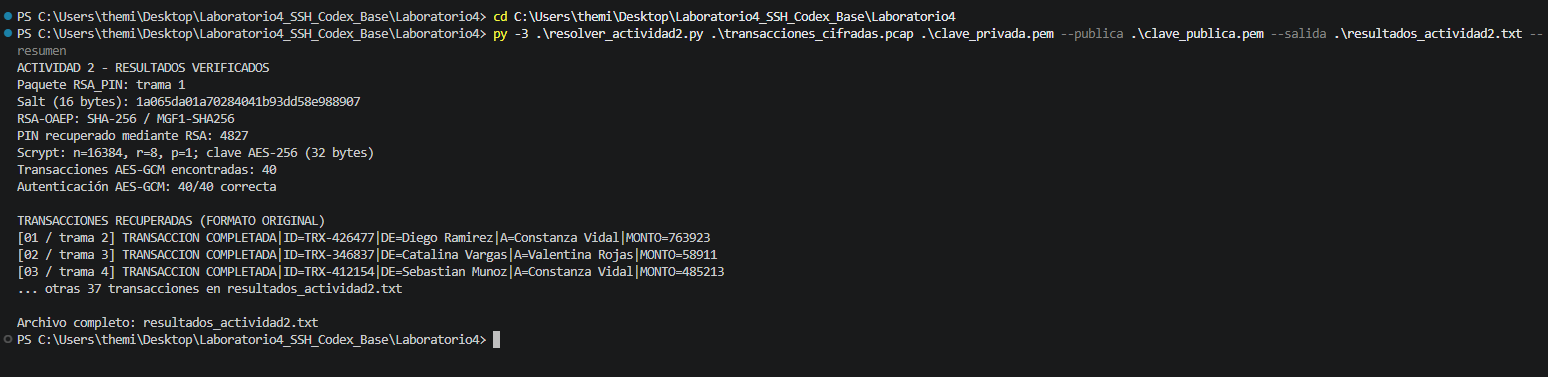 PS C:\Users\themi\Desktop\Laboratorio4_SSH_Codex_Base\Laboratorio4> cd C:\Users\themi\Desktop\Laboratorio4_SSH_Codex_Base\Laboratorio4
PS C:\Users\themi\Desktop\Laboratorio4_SSH_Codex_Base\Laboratorio4> py -3 .\resolver_actividad2.py .\transacciones_cifradas.pcap .\clave_privada.pem --publica .\clave_publica.pem --salida .\resultados_actividad2.txt --
resumen
ACTIVIDAD 2 - RESULTADOS VERIFICADOS
Paquete RSA_PIN: trama 1
Salt (16 bytes): 1a065da01a70284041b93dd58e988907
RSA-OAEP: SHA-256 / MGF1-SHA256
PIN recuperado mediante RSA: 4827
Scrypt: n=16384, r=8, p=1; clave AES-256 (32 bytes)
Transacciones AES-GCM encontradas: 40
Autenticación AES-GCM: 40/40 correcta
TRANSACCIONES RECUPERADAS (FORMATO ORIGINAL)
[01 / trama 2] TRANSACCION COMPLETADA|ID=TRX-426477|DE=Diego Ramirez|A=Constanza Vidal|MONTO=763923
[02 / trama 3] TRANSACCION COMPLETADA|ID=TRX-346837|DE=Catalina Vargas|A=Valentina Rojas|MONTO=58911
[03 / trama 4] TRANSACCION COMPLETADA|ID=TRX-412154|DE=Sebastian Munoz|A=Constanza Vidal|MONTO=485213
... otras 37 transacciones en resultados_actividad2.txt
Archivo completo: resultados_actividad2.txt
PS C:\Users\themi\Desktop\Laboratorio4_SSH_Codex_Base\Laboratorio4>